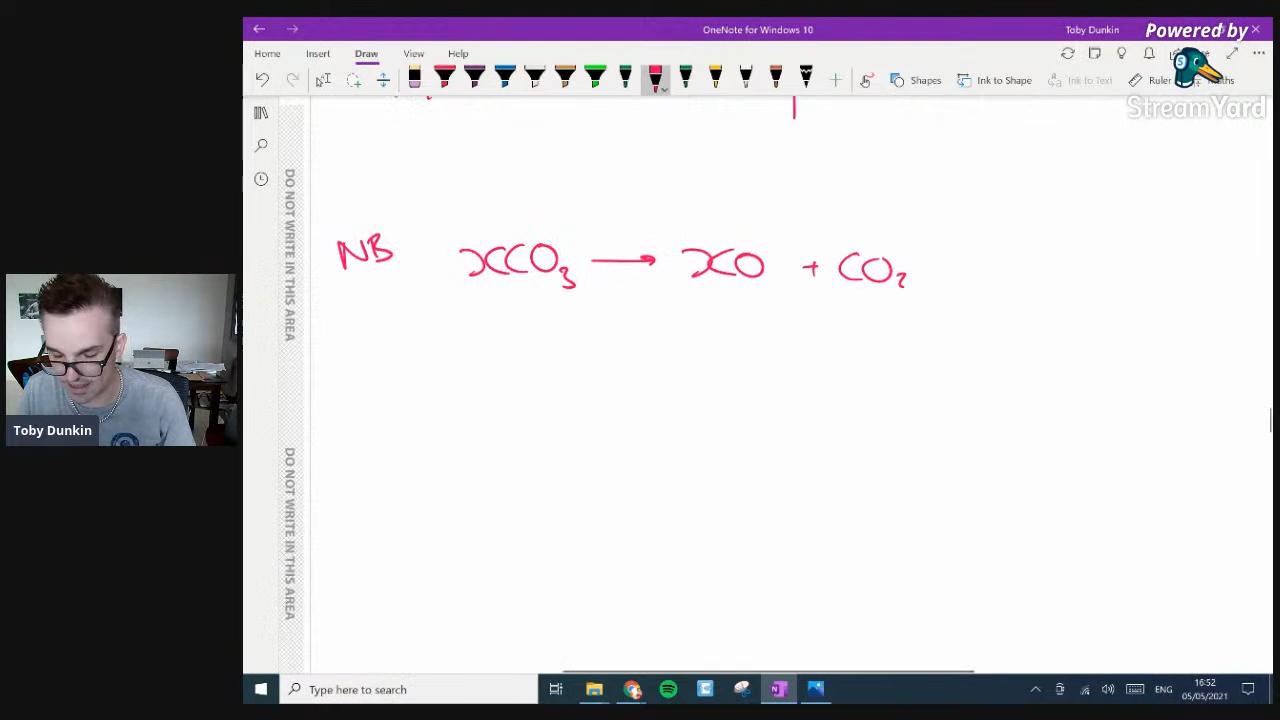 OneNote for Windows 10
Toby Dunkin
Powered by
StreamYard
Home Insert Draw View Help
Shapes Ink to Shape Ink to Text Ruler Maths
DO NOT WRITE IN THIS AREA
NB XCO₃ → XO + CO₂
DO NOT WRITE IN THIS AREA
Toby Dunkin
Type here to search
ENG
16:52
05/05/2021